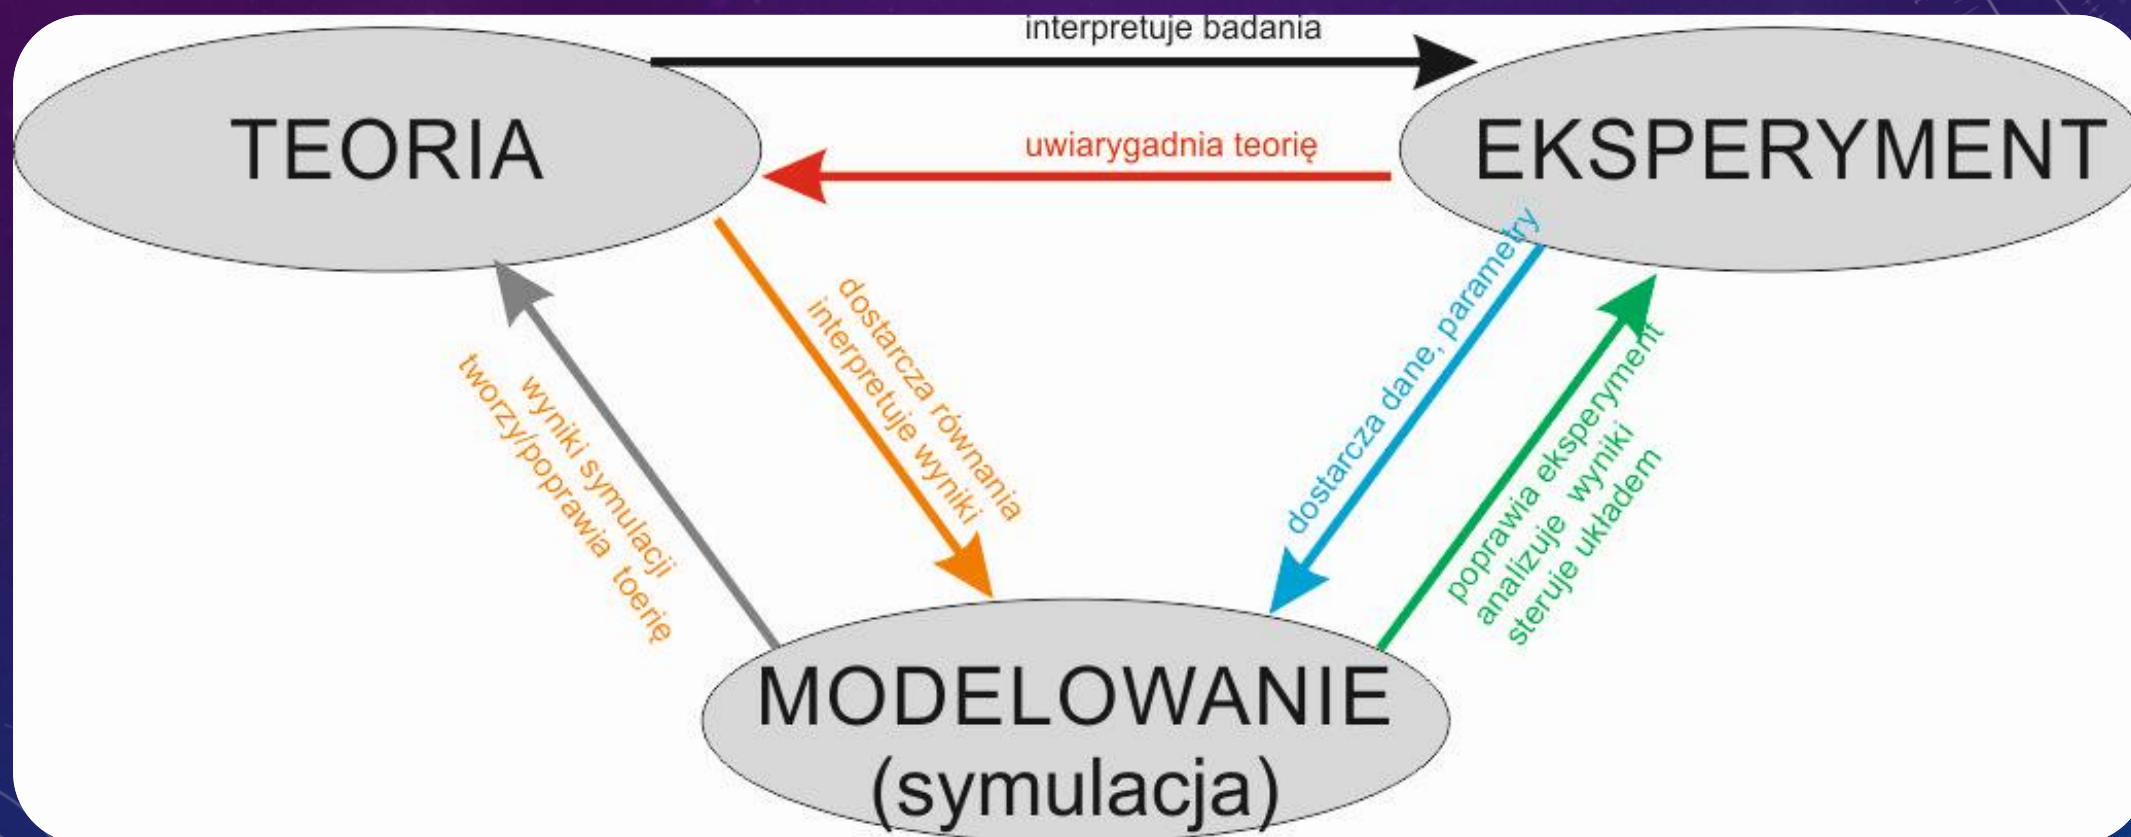 interpretuje badania
TEORIA
uwiarygadnia teorię
EKSPERYMENT
dostarcza równania
interpretuje wyniki
dostarcza dane, parametry
wyniki symulacji
tworzy/poprawia toerię
poprawia eksperyment
analizuje wyniki
steruje układem
MODELOWANIE
(symulacja)